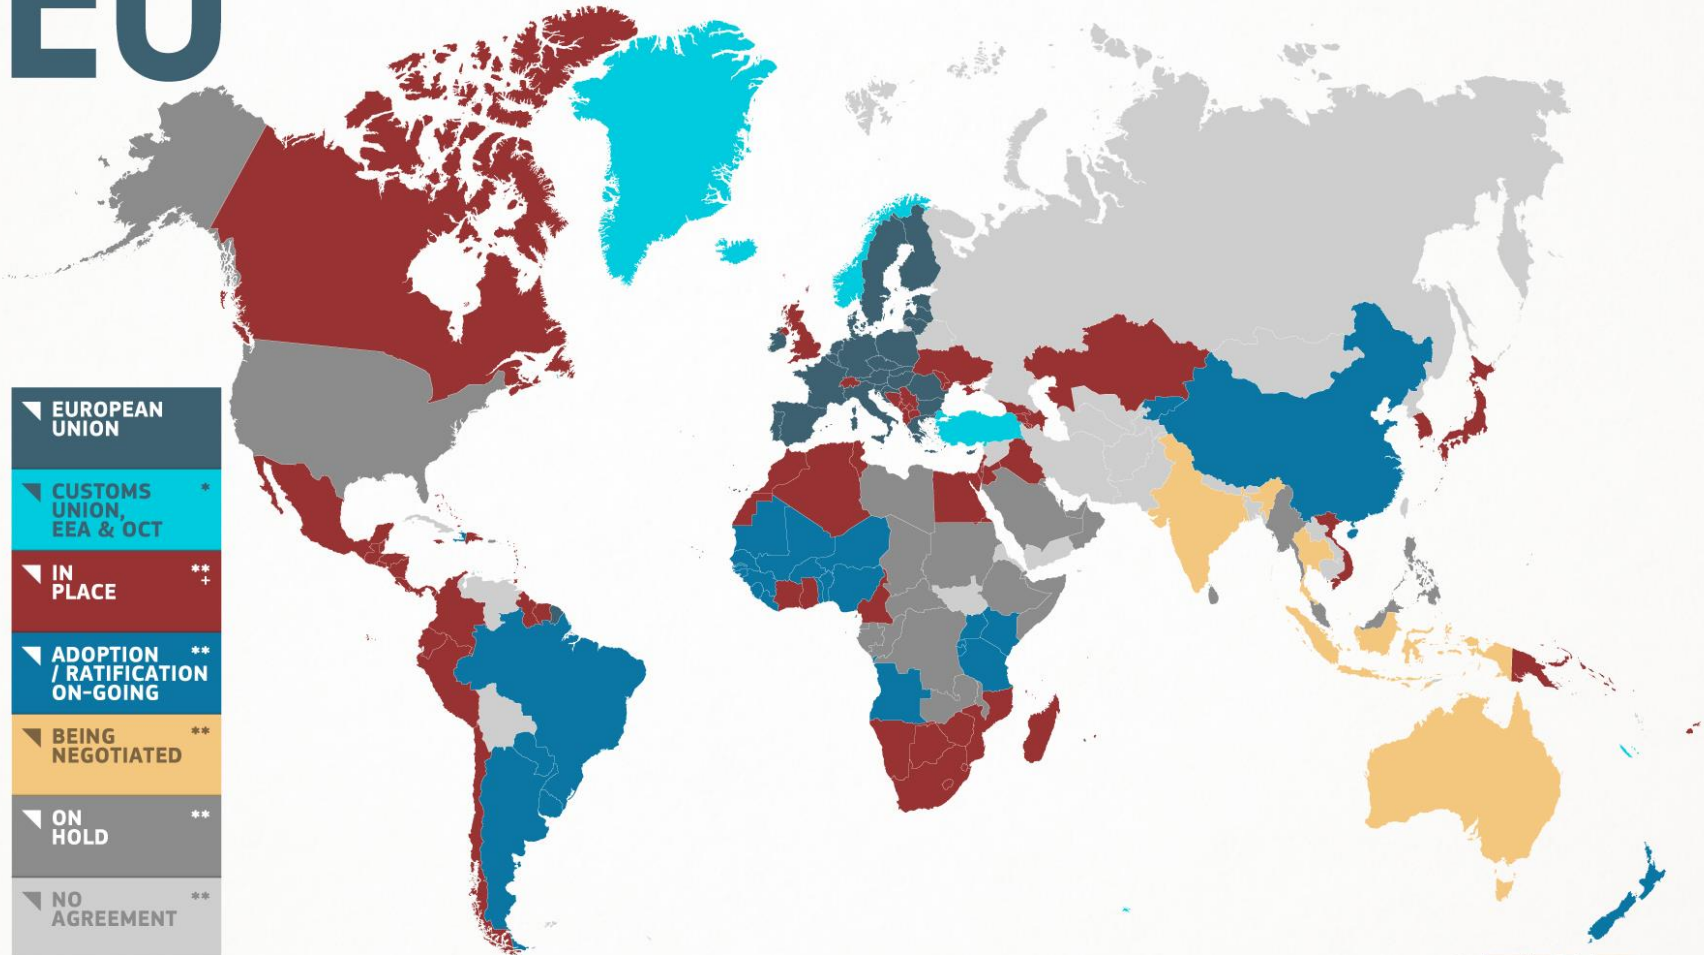 EU
EUROPEAN
UNION
CUSTOMS *
UNION,
EEA & OCT
IN **
PLACE +
ADOPTION **
/ RATIFICATION
ON-GOING
BEING **
NEGOTIATED
ON **
HOLD
NO **
AGREEMENT